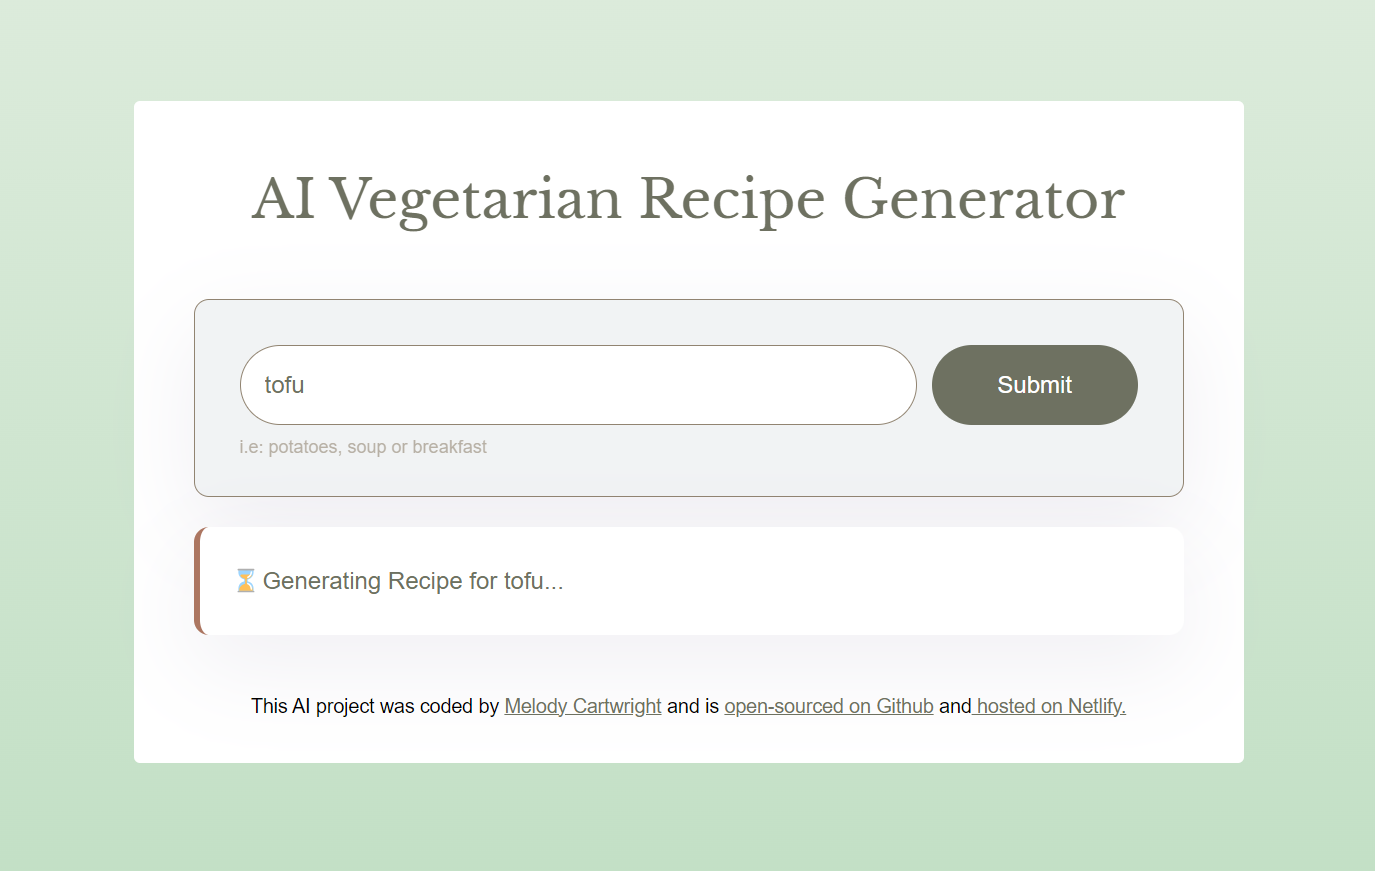 AI Vegetarian Recipe Generator
tofu
Submit
i.e: potatoes, soup or breakfast
⏳ Generating Recipe for tofu...
This AI project was coded by Melody Cartwright and is open-sourced on Github and hosted on Netlify.